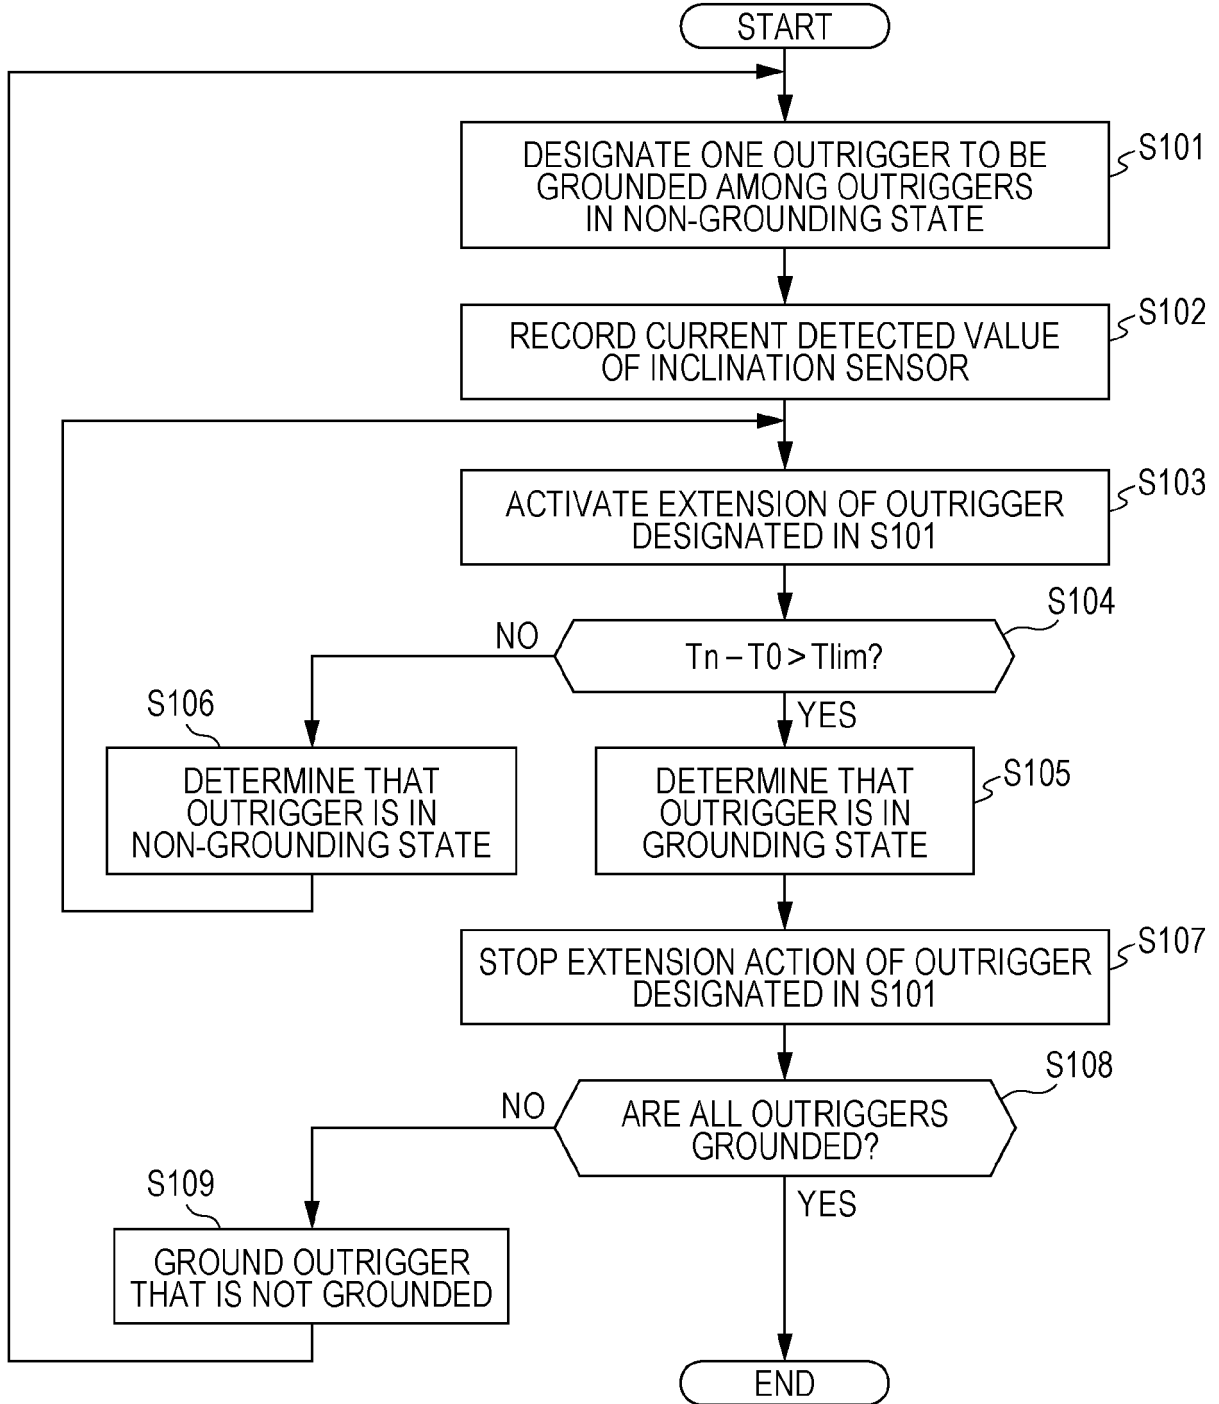 START
DESIGNATE ONE OUTRIGGER TO BE
GROUNDED AMONG OUTRIGGERS
IN NON-GROUNDING STATE
S101
RECORD CURRENT DETECTED VALUE
OF INCLINATION SENSOR
S102
ACTIVATE EXTENSION OF OUTRIGGER
DESIGNATED IN S101
S103
Tn – T0 > Tlim?
S104
NO
YES
S106
DETERMINE THAT
OUTRIGGER IS IN
NON-GROUNDING STATE
DETERMINE THAT
OUTRIGGER IS IN
GROUNDING STATE
S105
STOP EXTENSION ACTION OF OUTRIGGER
DESIGNATED IN S101
S107
ARE ALL OUTRIGGERS
GROUNDED?
S108
NO
YES
S109
GROUND OUTRIGGER
THAT IS NOT GROUNDED
END